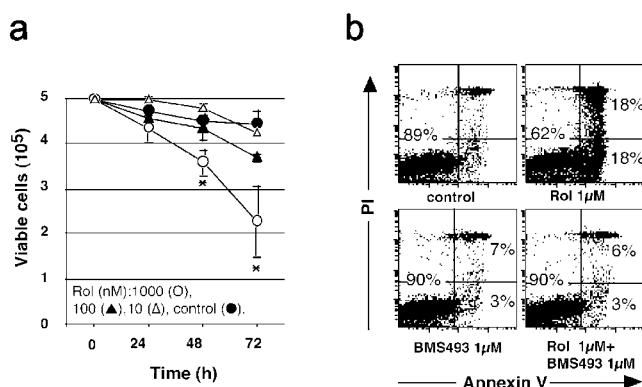 a
Viable cells (10⁵)
5
4
3
2
1
0
*
*
Rol (nM):1000 (O),
100 (▲),10 (Δ), control (●).
0 24 48 72
Time (h)
b
PI
89%
control
62%
18%
18%
Rol 1µM
90%
7%
3%
BMS493 1µM
90%
6%
3%
Rol 1µM+
BMS493 1µM
Annexin V